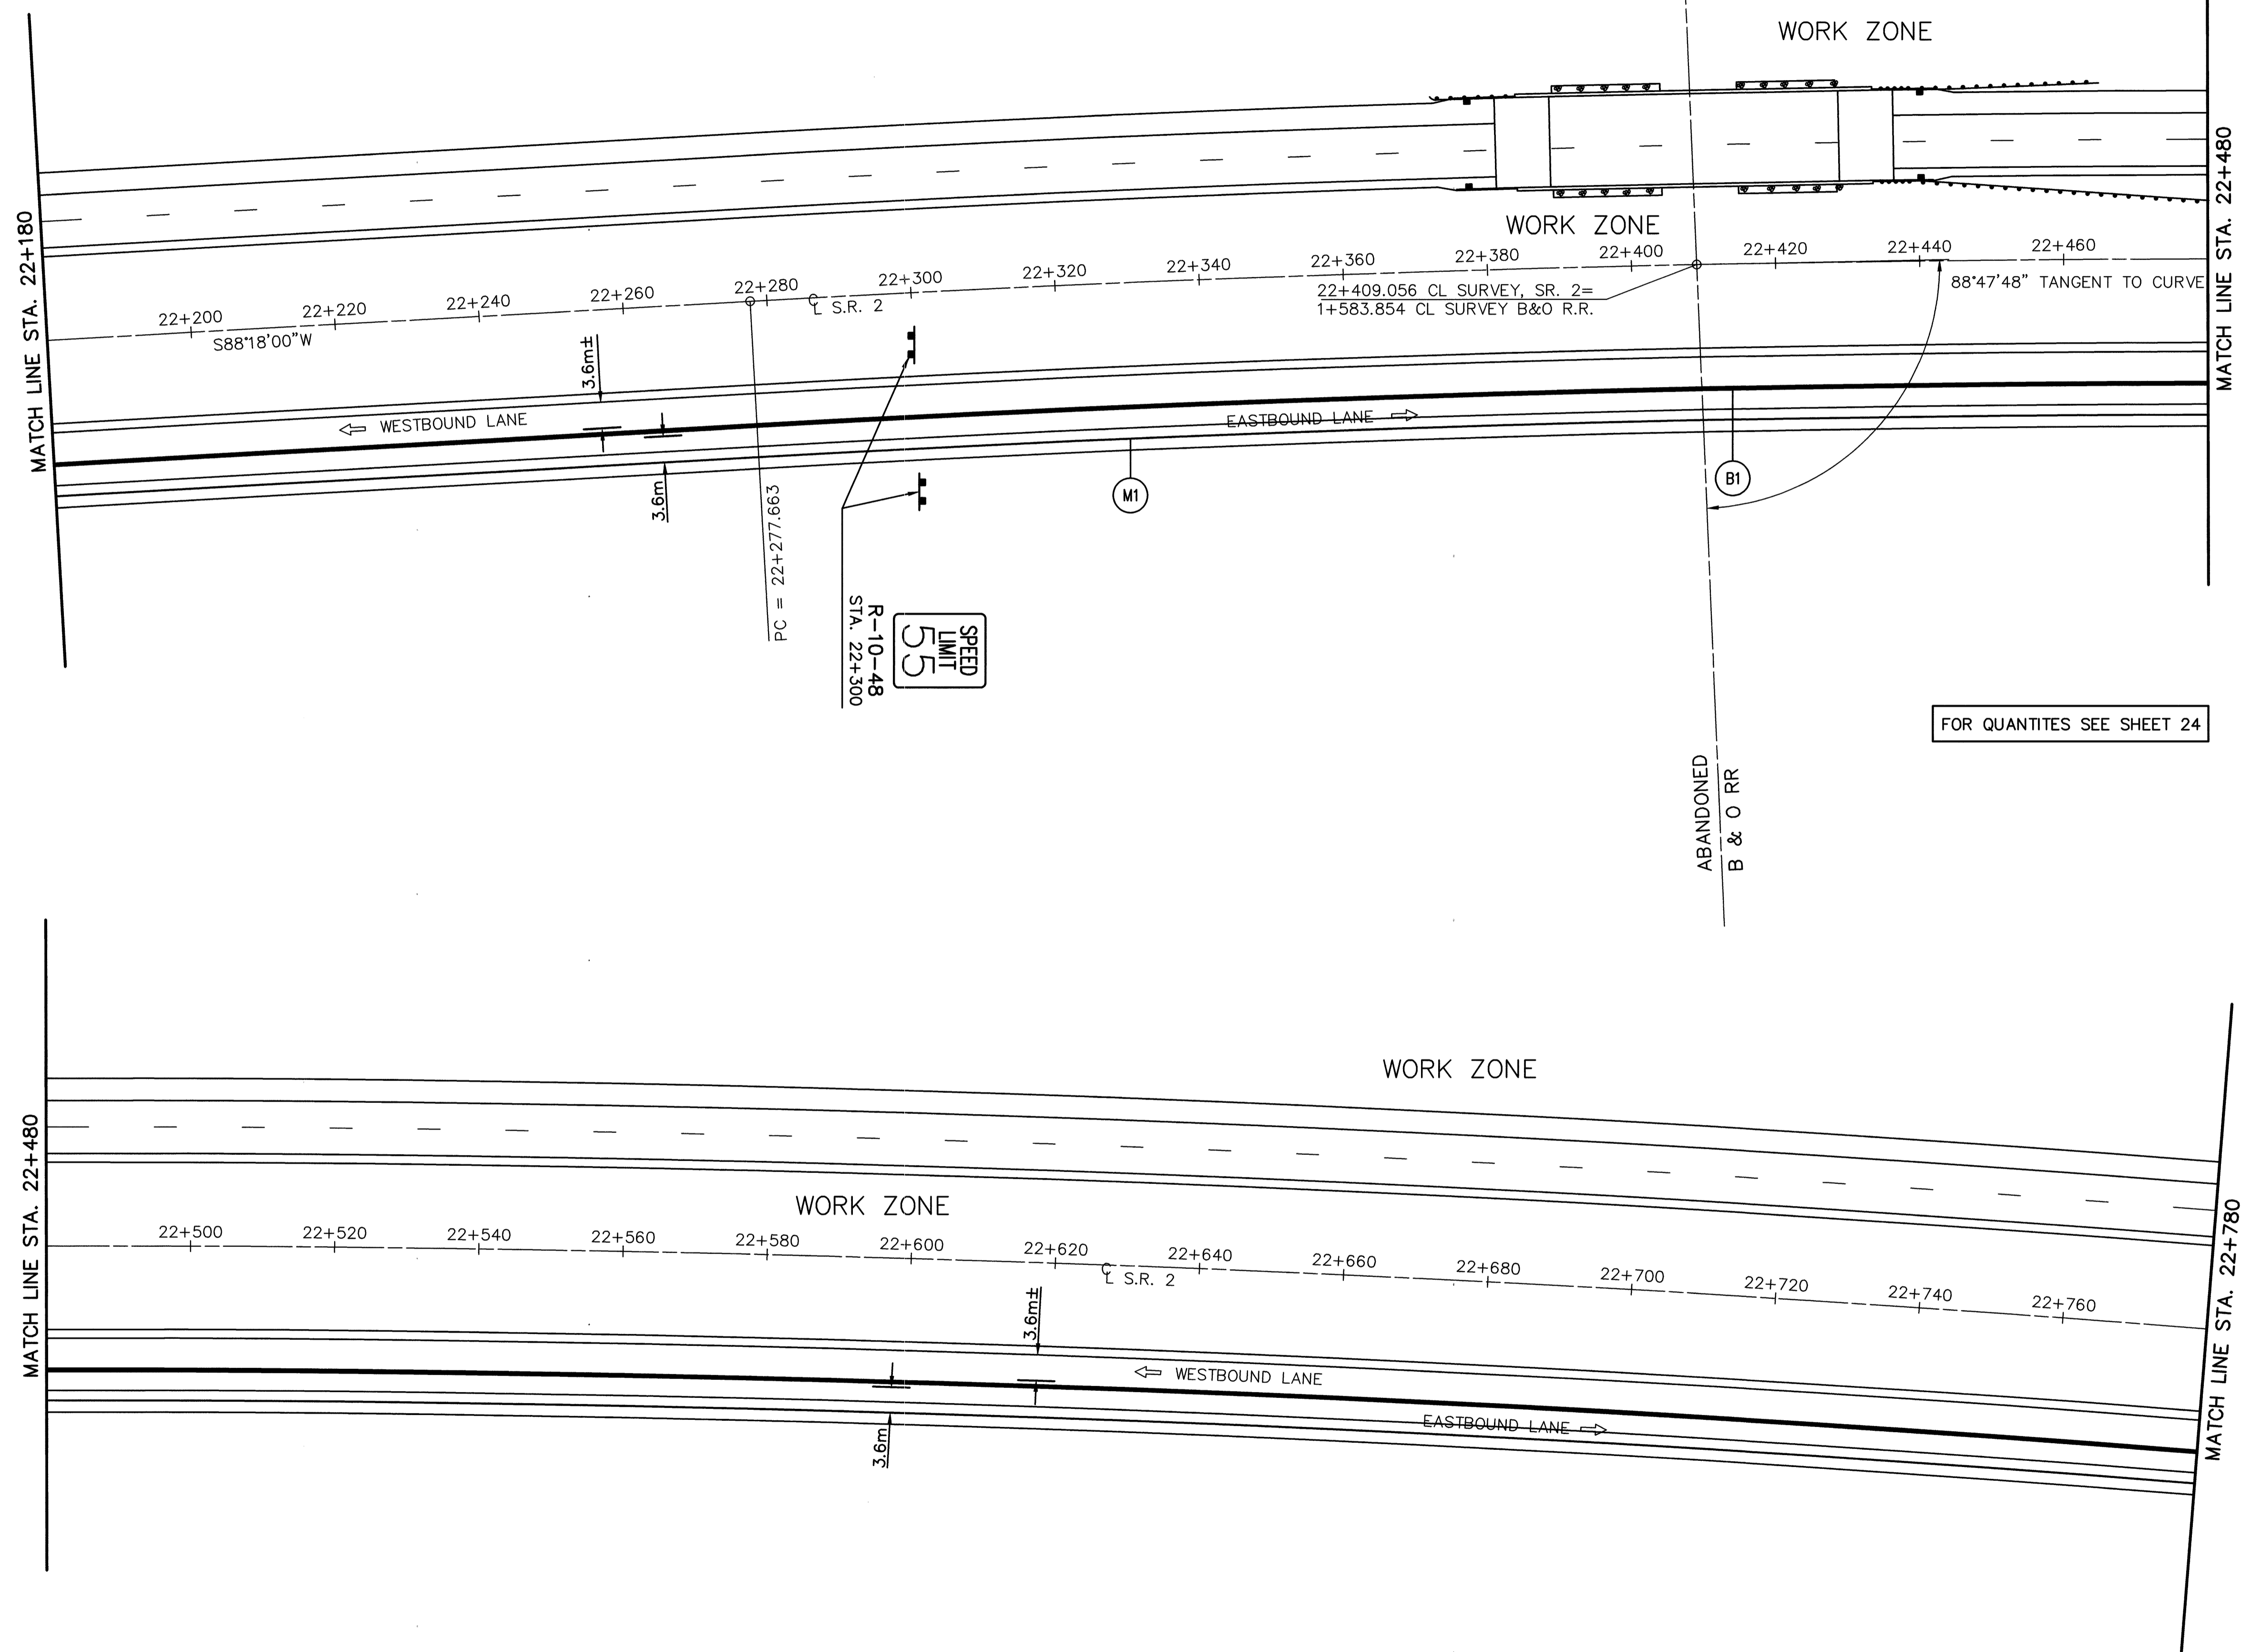 WORK ZONE
MATCH LINE STA. 22+180
MATCH LINE STA. 22+480
WORK ZONE
22+200
22+220
22+240
22+260
22+280
22+300
22+320
22+340
22+360
22+380
22+400
22+420
22+440
22+460
S88°18'00"W
℄ S.R. 2
22+409.056 CL SURVEY, SR. 2=
1+583.854 CL SURVEY B&O R.R.
88°47'48" TANGENT TO CURVE
3.6m±
WESTBOUND LANE
EASTBOUND LANE
3.6m
M1
B1
PC = 22+277.663
SPEED
LIMIT
55
R-10-48
STA. 22+300
FOR QUANTITES SEE SHEET 24
ABANDONED
B & O RR
WORK ZONE
MATCH LINE STA. 22+480
MATCH LINE STA. 22+780
WORK ZONE
22+500
22+520
22+540
22+560
22+580
22+600
22+620
22+640
22+660
22+680
22+700
22+720
22+740
22+760
℄ S.R. 2
3.6m±
WESTBOUND LANE
EASTBOUND LANE
3.6m